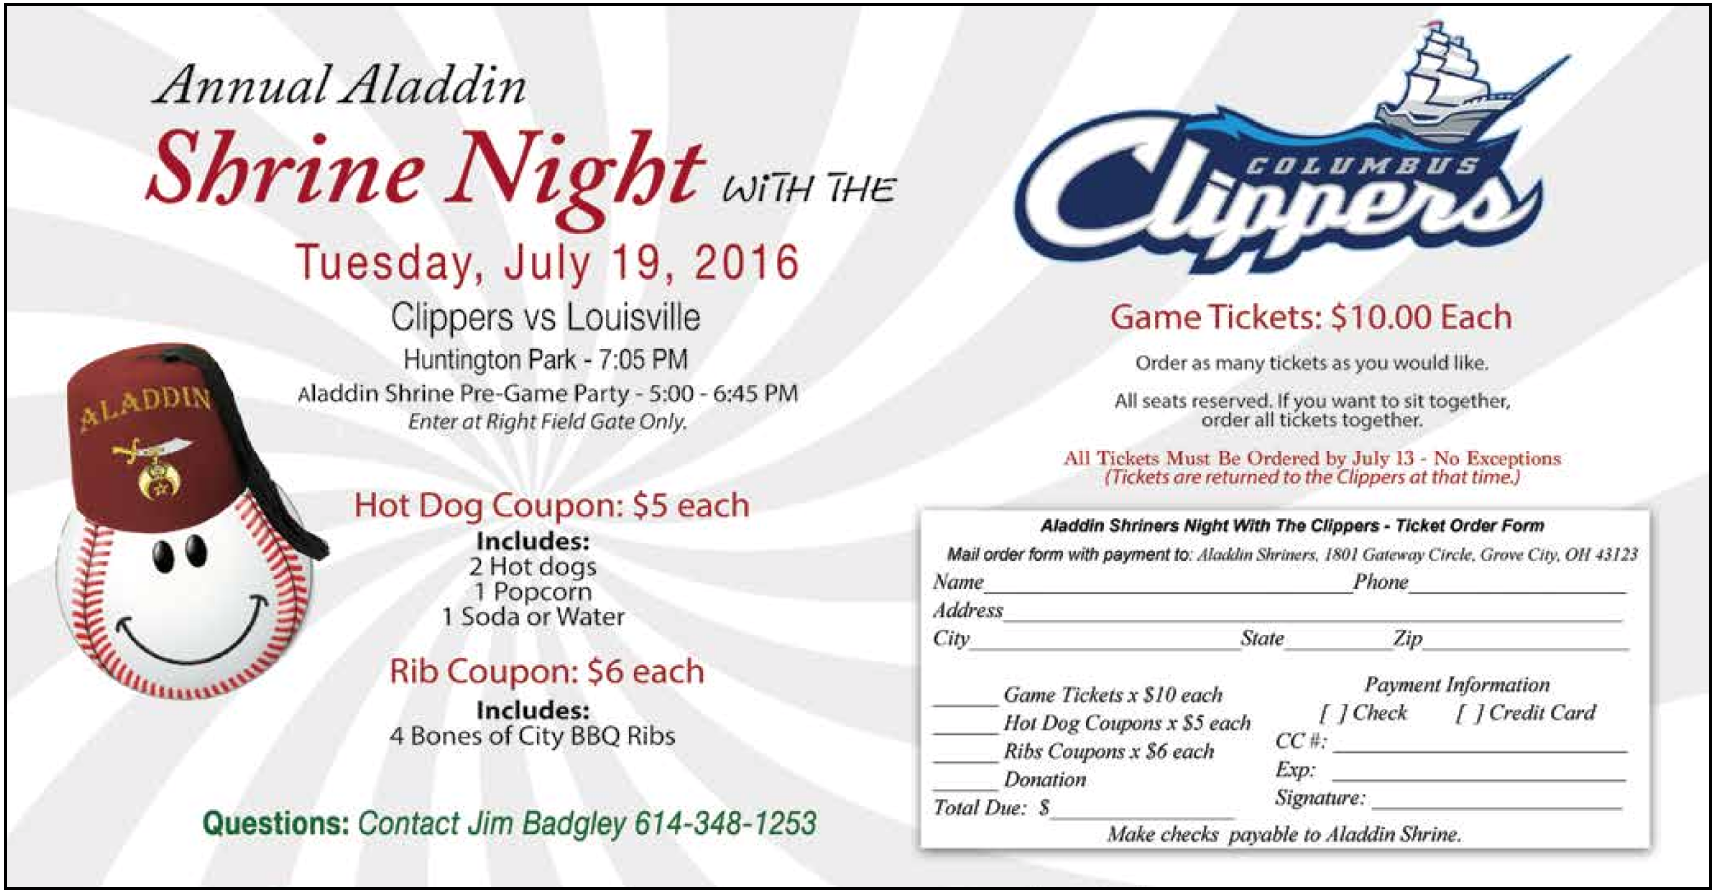 Annual Aladdin
Shrine Night WITH THE
Tuesday, July 19, 2016
Clippers vs Louisville
Huntington Park - 7:05 PM
Aladdin Shrine Pre-Game Party - 5:00 - 6:45 PM
Enter at Right Field Gate Only.
ALADDIN
Hot Dog Coupon: $5 each
Includes:
2 Hot dogs
1 Popcorn
1 Soda or Water
Rib Coupon: $6 each
Includes:
4 Bones of City BBQ Ribs
Questions: Contact Jim Badgley 614-348-1253
COLUMBUS
Clippers
Game Tickets: $10.00 Each
Order as many tickets as you would like.
All seats reserved. If you want to sit together,
order all tickets together.
All Tickets Must Be Ordered by July 13 - No Exceptions
(Tickets are returned to the Clippers at that time.)
Aladdin Shriners Night With The Clippers - Ticket Order Form
Mail order form with payment to: Aladdin Shriners, 1801 Gateway Circle, Grove City, OH 43123
Name Phone
Address
City State Zip
Game Tickets x $10 each
Hot Dog Coupons x $5 each
Ribs Coupons x $6 each
Donation
Total Due: $
Payment Information
[ ] Check [ ] Credit Card
CC #:
Exp:
Signature:
Make checks payable to Aladdin Shrine.